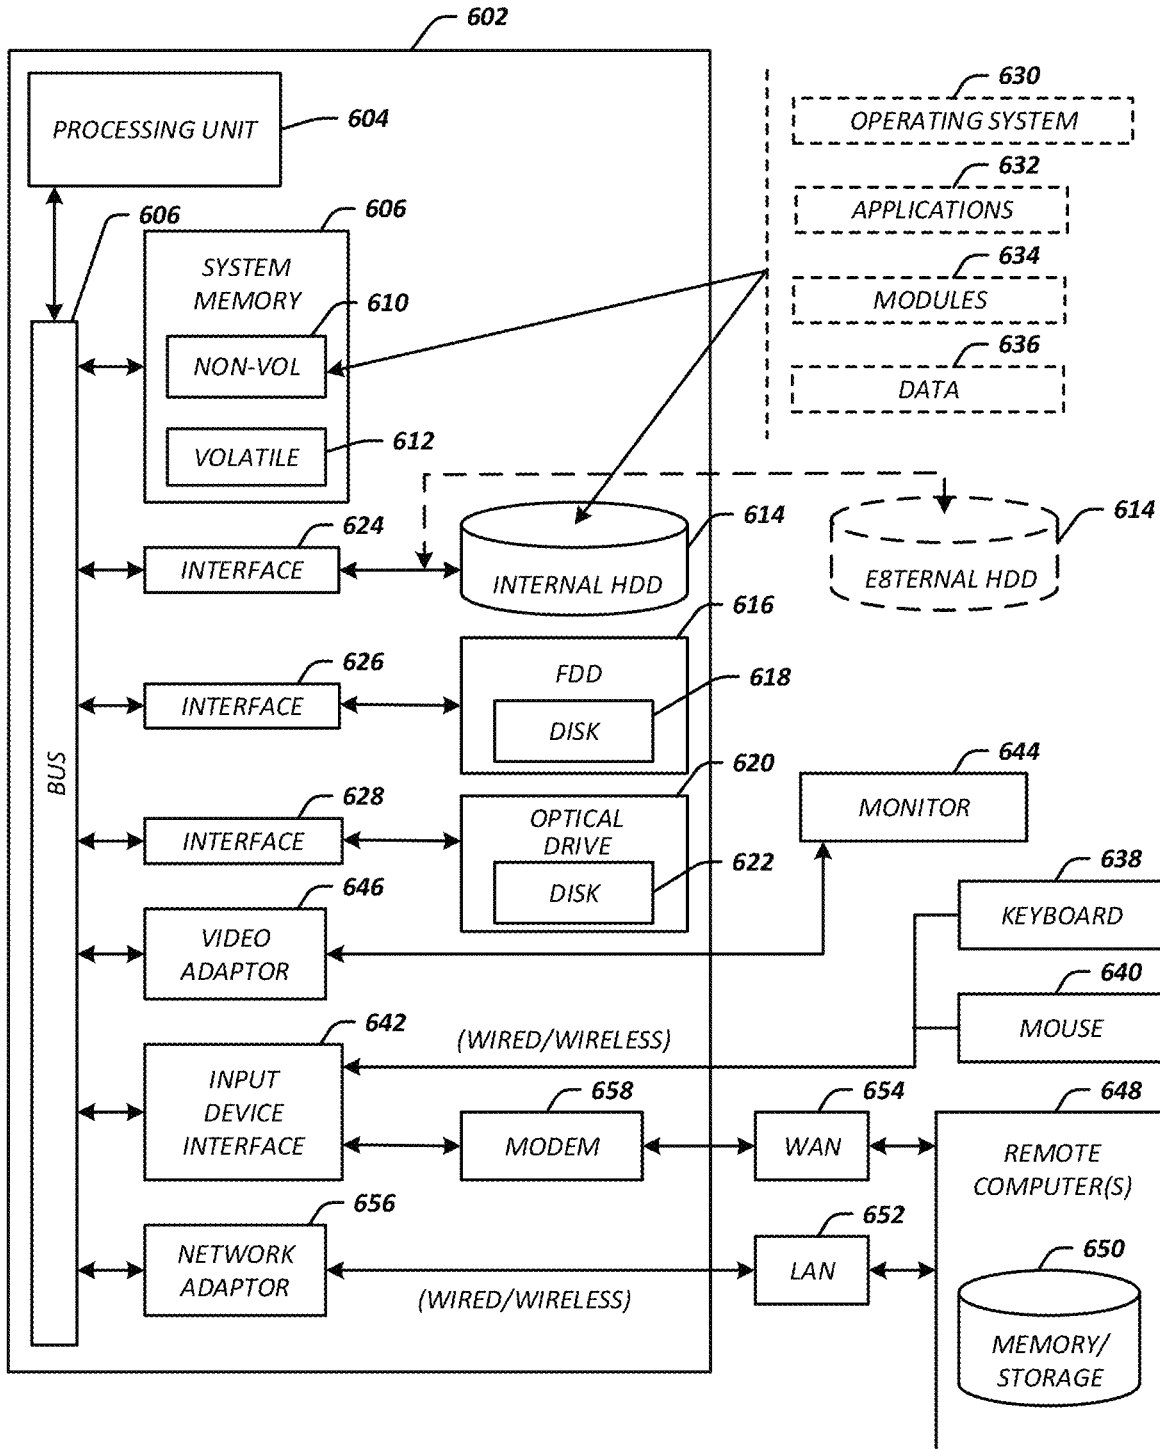 602
PROCESSING UNIT
604
606
606
SYSTEM
MEMORY
610
NON-VOL
612
VOLATILE
630
OPERATING SYSTEM
632
APPLICATIONS
634
MODULES
636
DATA
624
INTERFACE
614
INTERNAL HDD
614
E8TERNAL HDD
616
FDD
618
DISK
626
INTERFACE
BUS
620
OPTICAL
DRIVE
622
DISK
628
INTERFACE
644
MONITOR
646
VIDEO
ADAPTOR
638
KEYBOARD
640
MOUSE
642
INPUT
DEVICE
INTERFACE
(WIRED/WIRELESS)
658
MODEM
654
WAN
648
REMOTE
COMPUTER(S)
656
NETWORK
ADAPTOR
(WIRED/WIRELESS)
652
LAN
650
MEMORY/
STORAGE